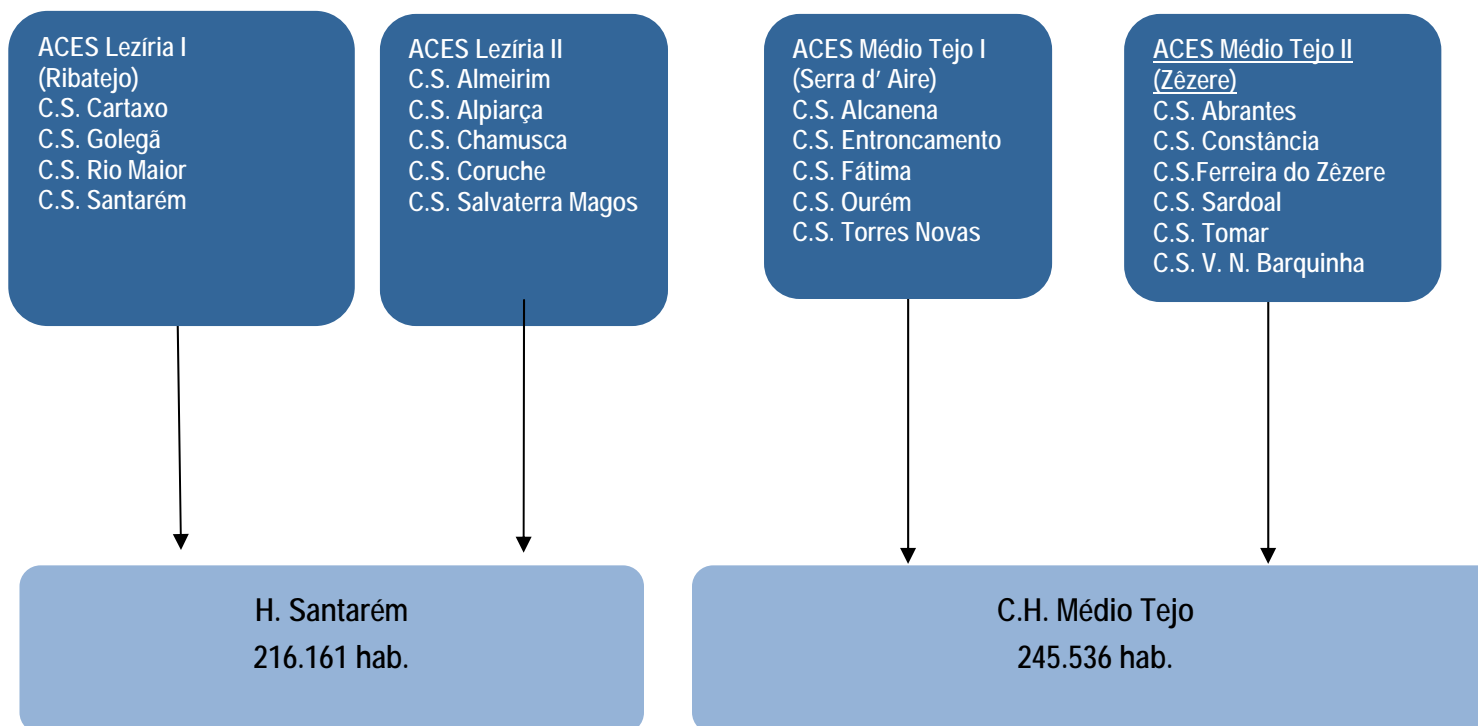 ACES Lezíria I
(Ribatejo)
C.S. Cartaxo
C.S. Golegã
C.S. Rio Maior
C.S. Santarém
ACES Lezíria II
C.S. Almeirim
C.S. Alpiarça
C.S. Chamusca
C.S. Coruche
C.S. Salvaterra Magos
ACES Médio Tejo I
(Serra d’ Aire)
C.S. Alcanena
C.S. Entroncamento
C.S. Fátima
C.S. Ourém
C.S. Torres Novas
ACES Médio Tejo II
(Zêzere)
C.S. Abrantes
C.S. Constância
C.S.Ferreira do Zêzere
C.S. Sardoal
C.S. Tomar
C.S. V. N. Barquinha
H. Santarém
216.161 hab.
C.H. Médio Tejo
245.536 hab.